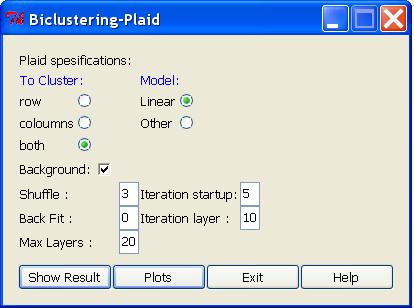 Biclustering-Plaid
Plaid spesifications:
To Cluster: Model:
row Linear
coloumns Other
both
Background:
Shuffle : 3 Iteration startup: 5
Back Fit : 0 Iteration layer : 10
Max Layers : 20
Show Result Plots Exit Help